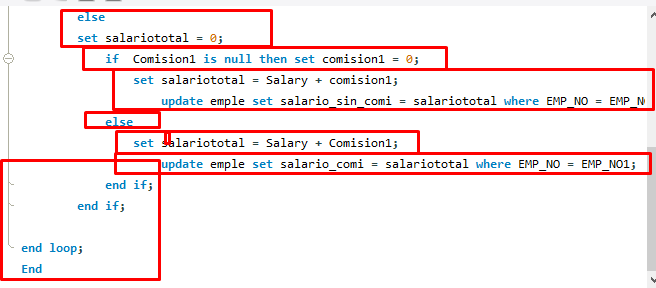 else
set salariototal = 0;
if Comision1 is null then set comision1 = 0;
set salariototal = Salary + comision1;
update emple set salario_sin_comi = salariototal where EMP_NO = EMP_N
else
set salariototal = Salary + Comision1;
update emple set salario_comi = salariototal where EMP_NO = EMP_NO1;
end if;
end if;
end loop;
End